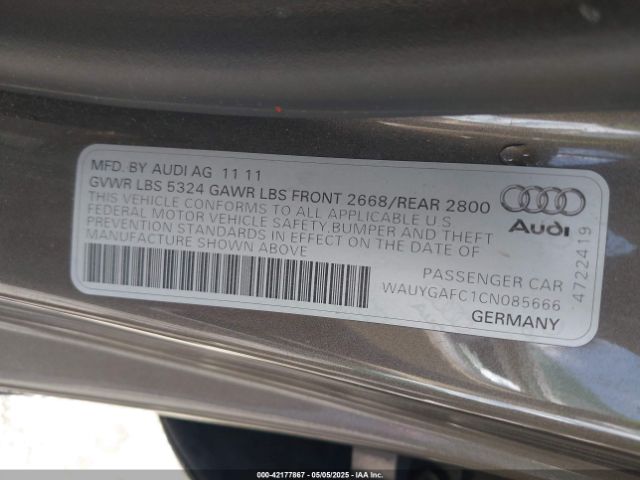 MFD. BY AUDI AG 11 11
GVWR LBS 5324 GAWR LBS FRONT 2668/REAR 2800
THIS VEHICLE CONFORMS TO ALL APPLICABLE U.S.
FEDERAL MOTOR VEHICLE SAFETY,BUMPER AND THEFT
PREVENTION STANDARDS IN EFFECT ON THE DATE OF
MANUFACTURE SHOWN ABOVE
Audi
4722419
PASSENGER CAR
WAUYGAFC1CN085666
GERMANY
000-42177867 - 05/05/2025 - IAAI.COM